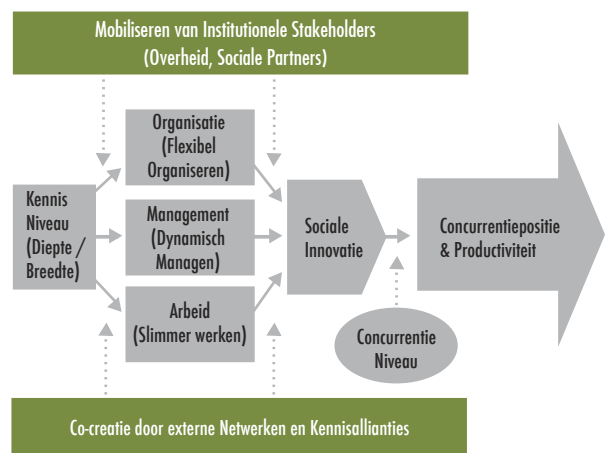 Mobiliseren van Institutionele Stakeholders
(Overheid, Sociale Partners)
Organisatie
(Flexibel
Organiseren)
Kennis
Niveau
(Diepte /
Breedte)
Management
(Dynamisch
Managen)
Arbeid
(Slimmer werken)
Sociale
Innovatie
Concurrentiepositie
& Productiviteit
Concurrentie
Niveau
Co-creatie door externe Netwerken en Kennisallianties